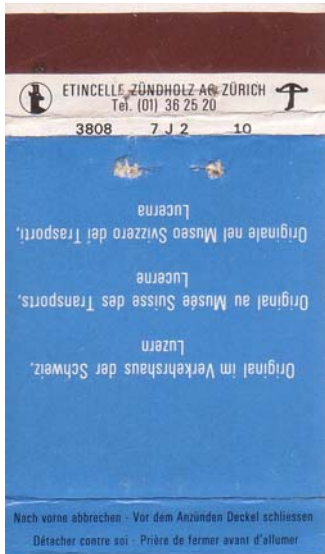 ETINCELLE ZÜNDHOLZ AG ZÜRICH
Tel. (01) 36 25 20
3808 7 J 2 10
Original im Verkehrshaus der Schweiz,
Luzern
Original au Musée Suisse des Transports,
Lucerne
Originale nel Museo Svizzero dei Trasporti,
Lucerna
Nach vorne abbrechen - Vor dem Anzünden Deckel schliessen
Détacher contre soi - Prière de fermer avant d'allumer